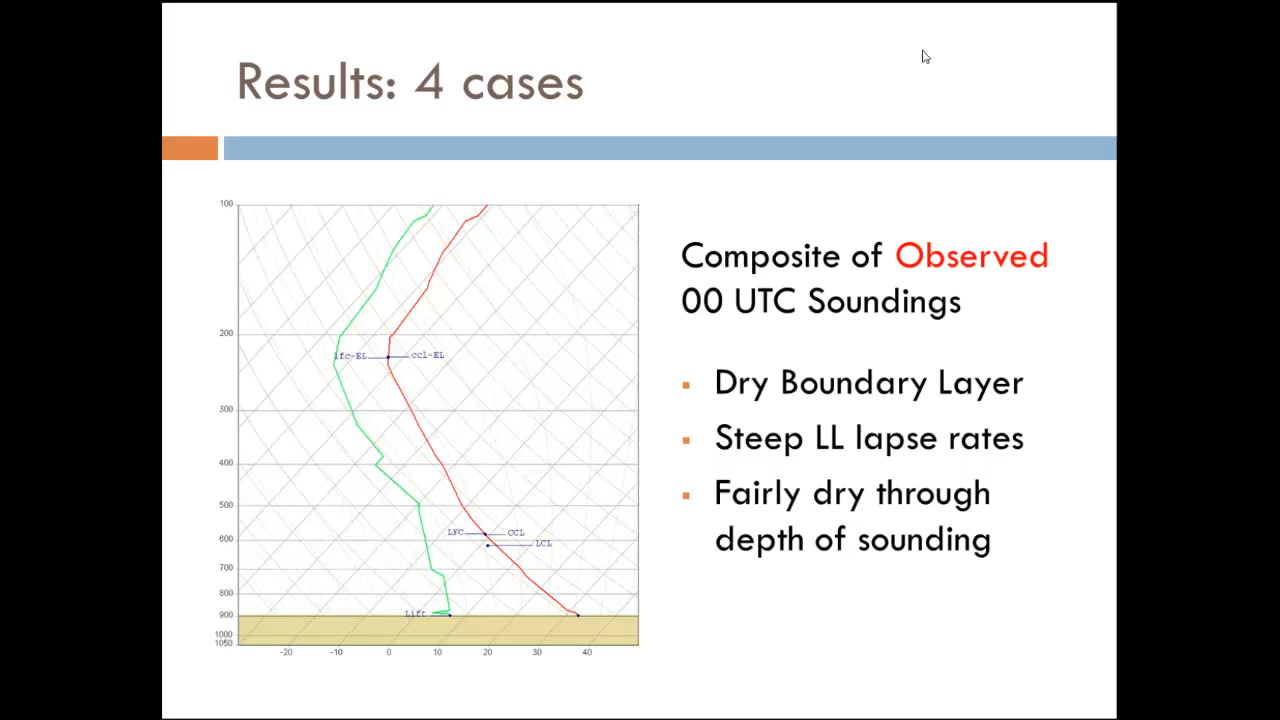 Results: 4 cases
100
200
lfc-EL
ccl-EL
300
400
500
LFC
CCL
600
LCL
700
800
900
Lift
1000
1050
-20
-10
0
10
20
30
40
Composite of Observed
00 UTC Soundings
Dry Boundary Layer
Steep LL lapse rates
Fairly dry through
depth of sounding